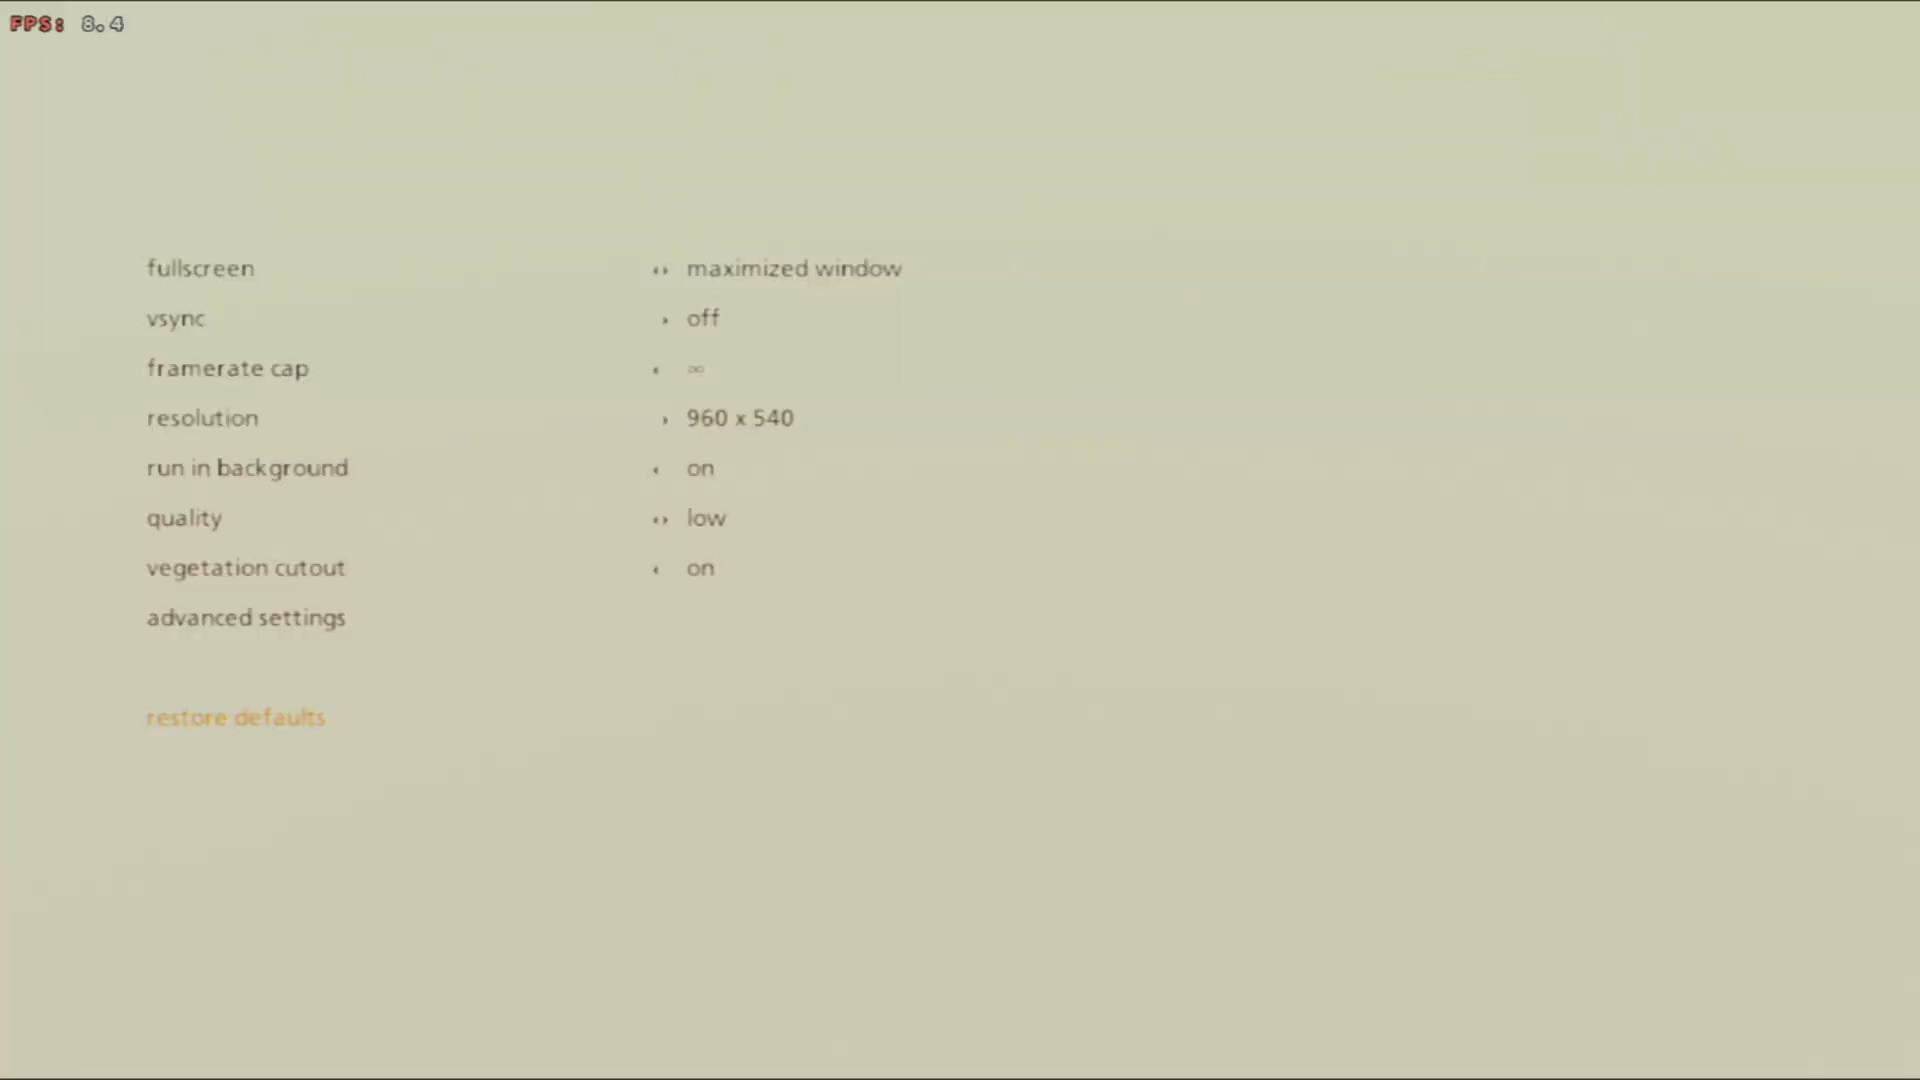 FPS: 8.4
fullscreen ‹› maximized window
vsync › off
framerate cap ‹ ∞
resolution › 960 x 540
run in background ‹ on
quality ‹› low
vegetation cutout ‹ on
advanced settings
restore defaults